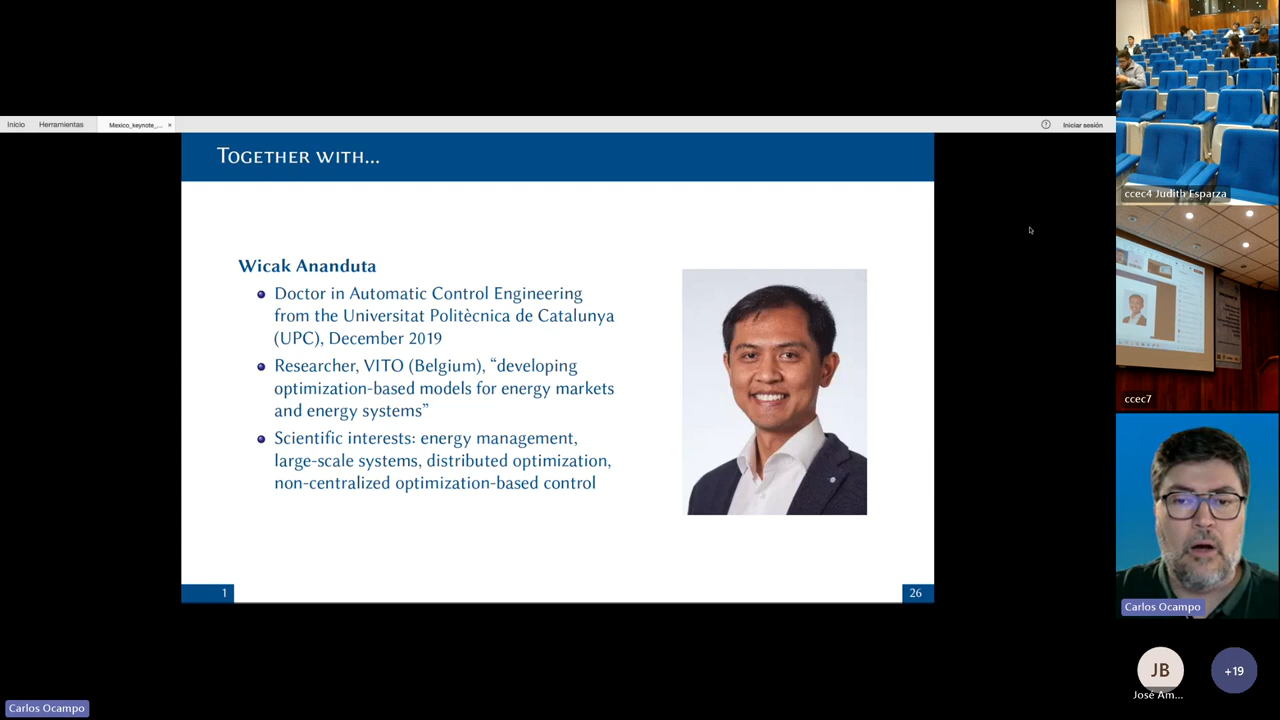 Inicio Herramientas Mexico_keynote_... × ? Iniciar sesión
TOGETHER WITH...
Wicak Ananduta
Doctor in Automatic Control Engineering
from the Universitat Politècnica de Catalunya
(UPC), December 2019
Researcher, VITO (Belgium), “developing
optimization-based models for energy markets
and energy systems”
Scientific interests: energy management,
large-scale systems, distributed optimization,
non-centralized optimization-based control
1
26
ccec4 Judith Esparza
ccec7
Carlos Ocampo
JB
José Am...
+19
Carlos Ocampo